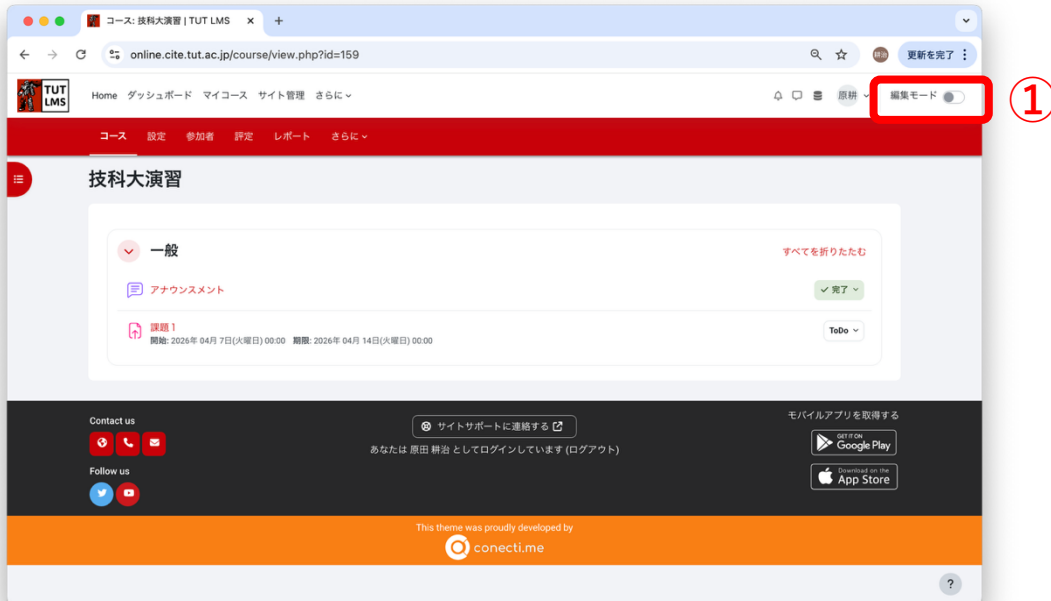 コース: 技科大演習 | TUT LMS
online.cite.tut.ac.jp/course/view.php?id=159
耕治
更新を完了
TUT LMS
Home ダッシュボード マイコース サイト管理 さらに
原耕
編集モード
①
コース 設定 参加者 評定 レポート さらに
技科大演習
一般
すべてを折りたたむ
アナウンスメント
完了
課題 1
開始: 2026年 04月 7日(火曜日) 00:00 期限: 2026年 04月 14日(火曜日) 00:00
ToDo
Contact us
サイトサポートに連絡する
モバイルアプリを取得する
あなたは 原田 耕治 としてログインしています (ログアウト)
GET IT ON
Google Play
Follow us
Download on the
App Store
This theme was proudly developed by
conecti.me
?